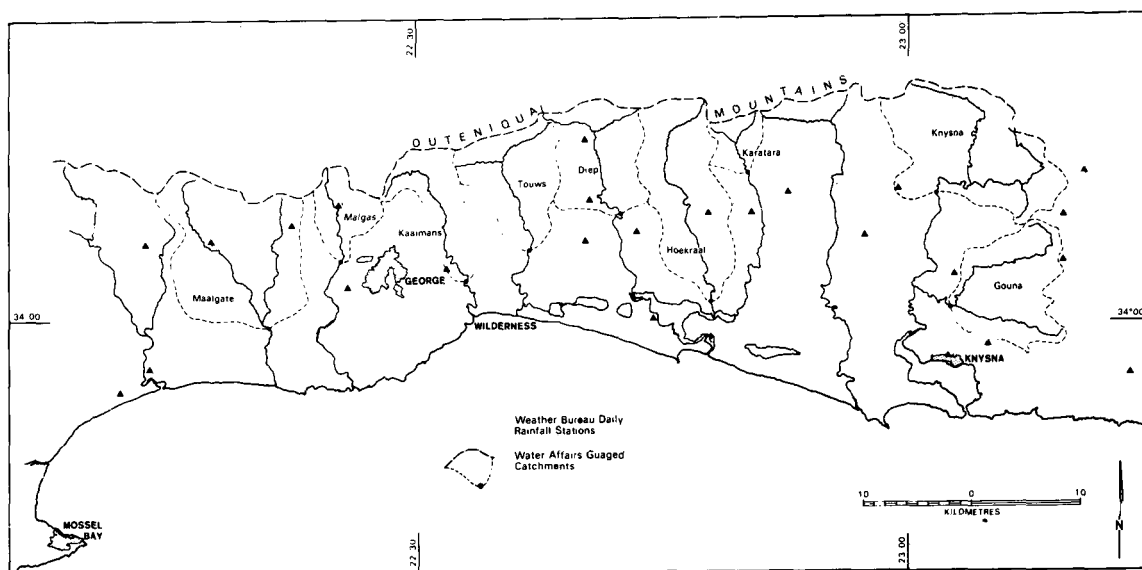 22 30
23 00
OUTENIQUA MOUNTAINS
Knysna
Karatara
Touws
Diep
Malgas
Kaaimans
Hoekraal
GEORGE
Gouna
Maalgate
34 00
34°00
WILDERNESS
KNYSNA
Weather Bureau Daily
Rainfall Stations
Water Affairs Guaged
Catchments
10 0 10
KILOMETRES
N
MOSSEL
BAY
22 30
23 00